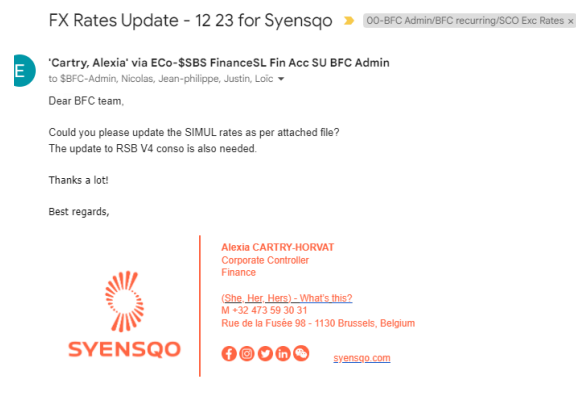 FX Rates Update - 12 23 for Syensqo
00-BFC Admin/BFC recurring/SCO Exc Rates ×
E
'Cartry, Alexia' via ECo-$SBS FinanceSL Fin Acc SU BFC Admin
to $BFC-Admin, Nicolas, Jean-philippe, Justin, Loïc
Dear BFC team,
Could you please update the SIMUL rates as per attached file?
The update to RSB V4 conso is also needed.
Thanks a lot!
Best regards,
Alexia CARTRY-HORVAT
Corporate Controller
Finance
(She, Her, Hers) - What's this?
M +32 473 59 30 31
Rue de la Fusée 98 - 1130 Brussels, Belgium
SYENSQO
syensqo.com